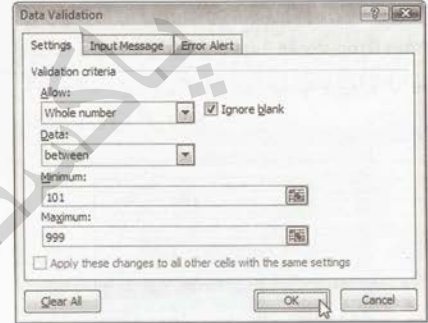 Data Validation
Settings Input Message Error Alert
Validation criteria
Allow:
Whole number Ignore blank
Data:
between
Minimum:
101
Maximum:
999
Apply these changes to all other cells with the same settings
Clear All OK Cancel